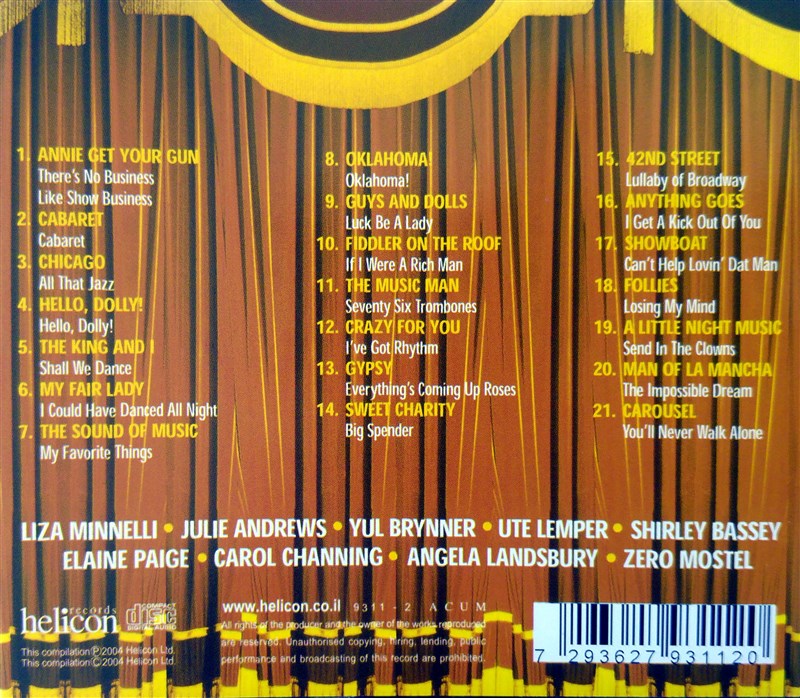 1. ANNIE GET YOUR GUN
There's No Business
Like Show Business
2. CABARET
Cabaret
3. CHICAGO
All That Jazz
4. HELLO, DOLLY!
Hello, Dolly!
5. THE KING AND I
Shall We Dance
6. MY FAIR LADY
I Could Have Danced All Night
7. THE SOUND OF MUSIC
My Favorite Things
8. OKLAHOMA!
Oklahoma!
9. GUYS AND DOLLS
Luck Be A Lady
10. FIDDLER ON THE ROOF
If I Were A Rich Man
11. THE MUSIC MAN
Seventy Six Trombones
12. CRAZY FOR YOU
I've Got Rhythm
13. GYPSY
Everything's Coming Up Roses
14. SWEET CHARITY
Big Spender
15. 42ND STREET
Lullaby of Broadway
16. ANYTHING GOES
I Get A Kick Out Of You
17. SHOWBOAT
Can't Help Lovin' Dat Man
18. FOLLIES
Losing My Mind
19. A LITTLE NIGHT MUSIC
Send In The Clowns
20. MAN OF LA MANCHA
The Impossible Dream
21. CAROUSEL
You'll Never Walk Alone
LIZA MINNELLI • JULIE ANDREWS • YUL BRYNNER • UTE LEMPER • SHIRLEY BASSEY
ELAINE PAIGE • CAROL CHANNING • ANGELA LANDSBURY • ZERO MOSTEL
records
helicon
COMPACT
disc
DIGITAL AUDIO
This compilation Ⓟ2004 Helicon Ltd.
This compilation ©2004 Helicon Ltd.
www.helicon.co.il 9311-2 ACUM
All rights of the producer and the owner of the works reproduced
are reserved. Unauthorised copying, hiring, lending, public
performance and broadcasting of this record are prohibited.
7 293627 931120